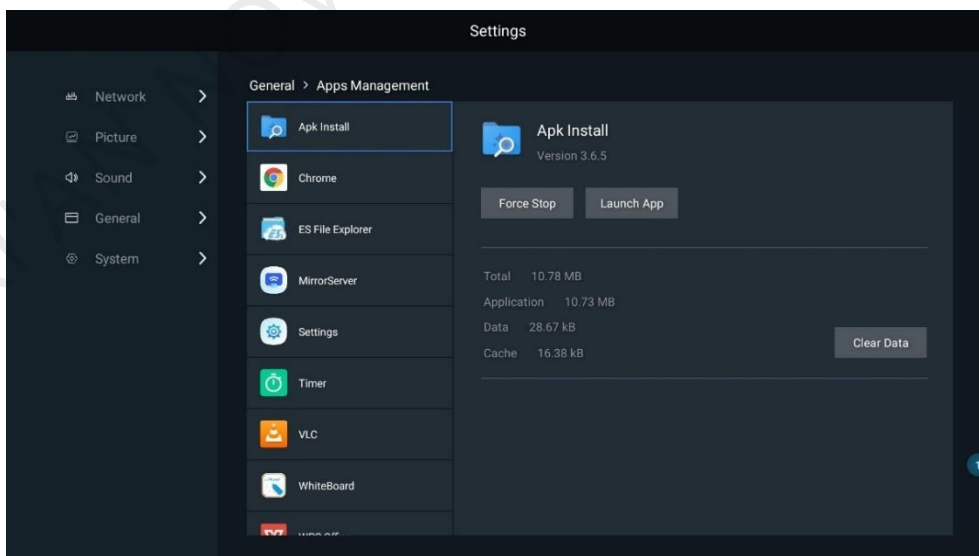 Settings
Network
Picture
Sound
General
System
General > Apps Management
Apk Install
Chrome
ES File Explorer
MirrorServer
Settings
Timer
VLC
WhiteBoard
Apk Install
Version 3.6.5
Force Stop
Launch App
Total 10.78 MB
Application 10.73 MB
Data 28.67 kB
Cache 16.38 kB
Clear Data